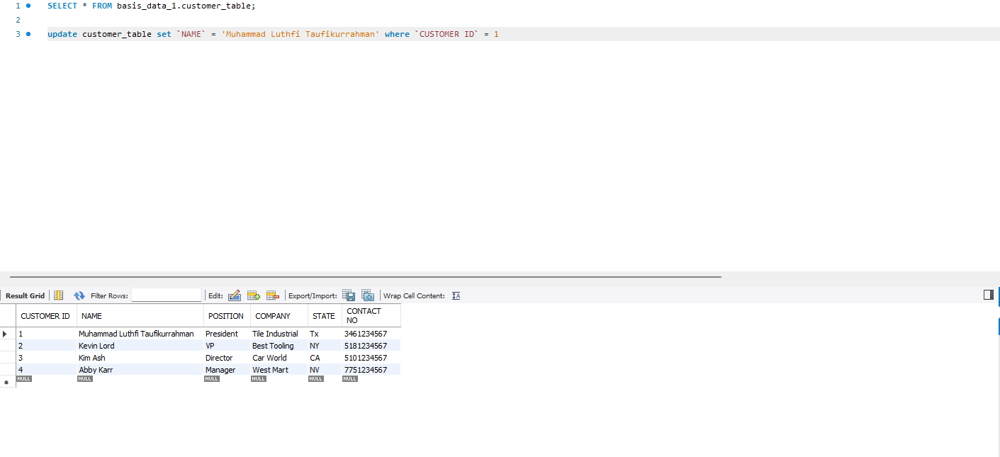 1 SELECT * FROM basis_data_1.customer_table;
2
3 update customer_table set `NAME` = 'Muhammad Luthfi Taufikurrahman' where `CUSTOMER ID` = 1
Result Grid Filter Rows: Edit: Export/Import: Wrap Cell Content: IA
CUSTOMER ID NAME POSITION COMPANY STATE CONTACT NO
1 Muhammad Luthfi Taufikurrahman President Tile Industrial Tx 3461234567
2 Kevin Lord VP Best Tooling NY 5181234567
3 Kim Ash Director Car World CA 5101234567
4 Abby Karr Manager West Mart NV 7751234567
NULL NULL NULL NULL NULL NULL